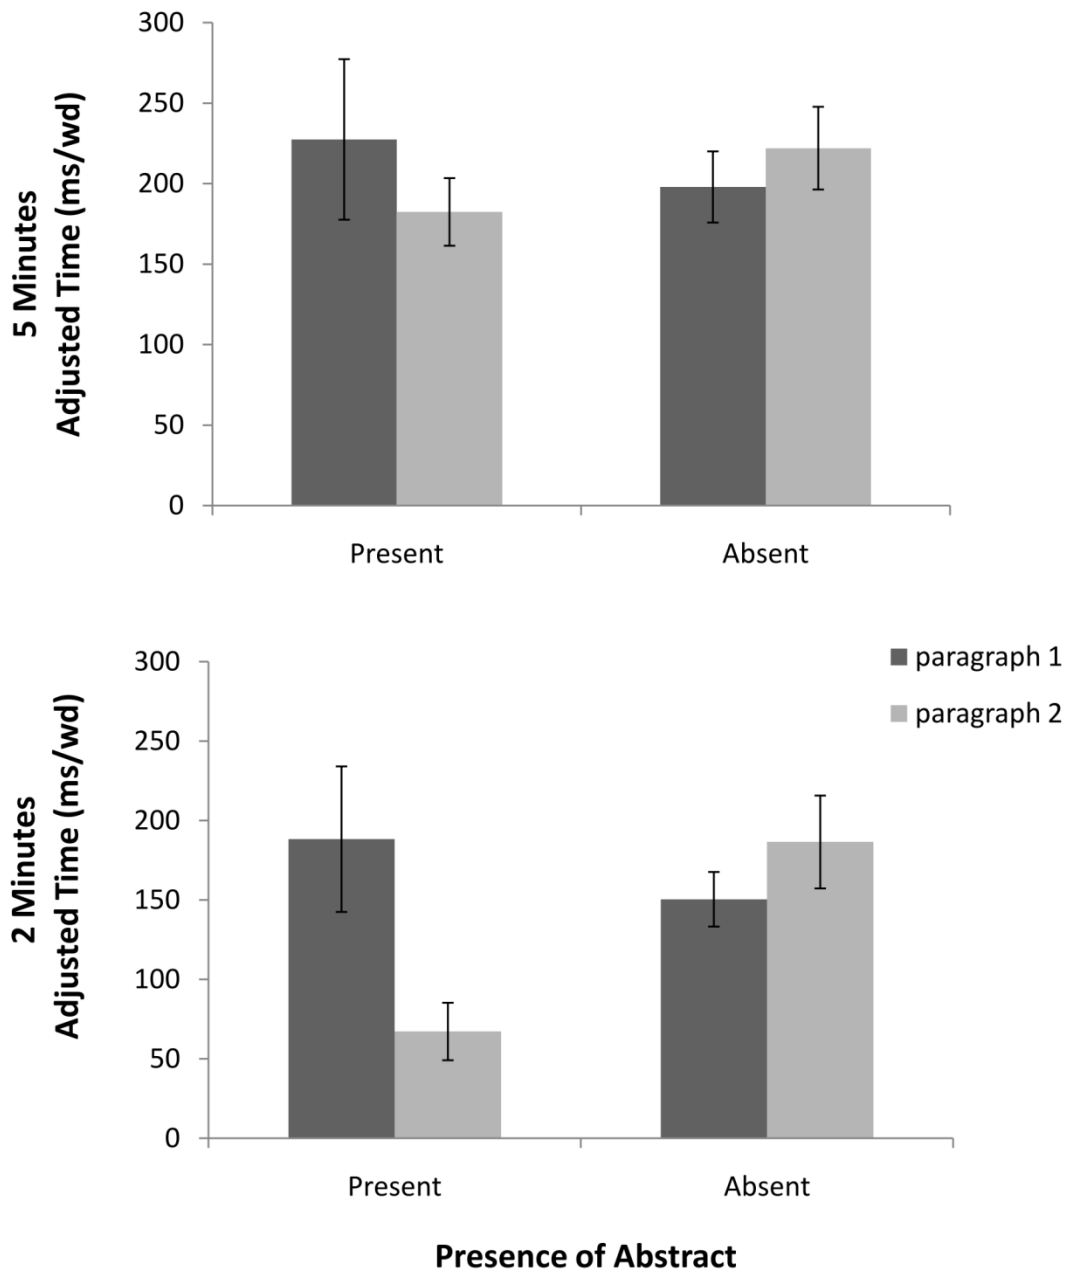 5 Minutes
Adjusted Time (ms/wd)
300
250
200
150
100
50
0
Present
Absent
2 Minutes
Adjusted Time (ms/wd)
300
250
200
150
100
50
0
paragraph 1
paragraph 2
Present
Absent
Presence of Abstract